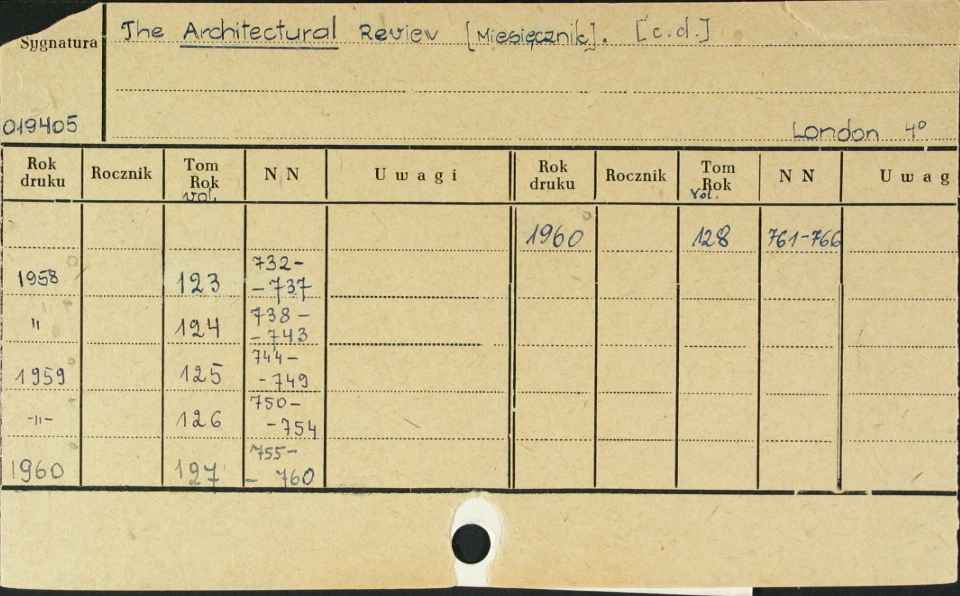 The Architectural Review [Miesięcznik]. [c.d.]
Sygnatura
019405
London 4°
Rok druku Rocznik Tom Rok vol. NN Uwagi Rok druku Rocznik Tom Rok Vol. NN Uwag
1960 128 761-766
1958 123 732- -737
" 124 738- -743
1959 125 744- -749
-"- 126 750- -754
1960 127 755- - 760